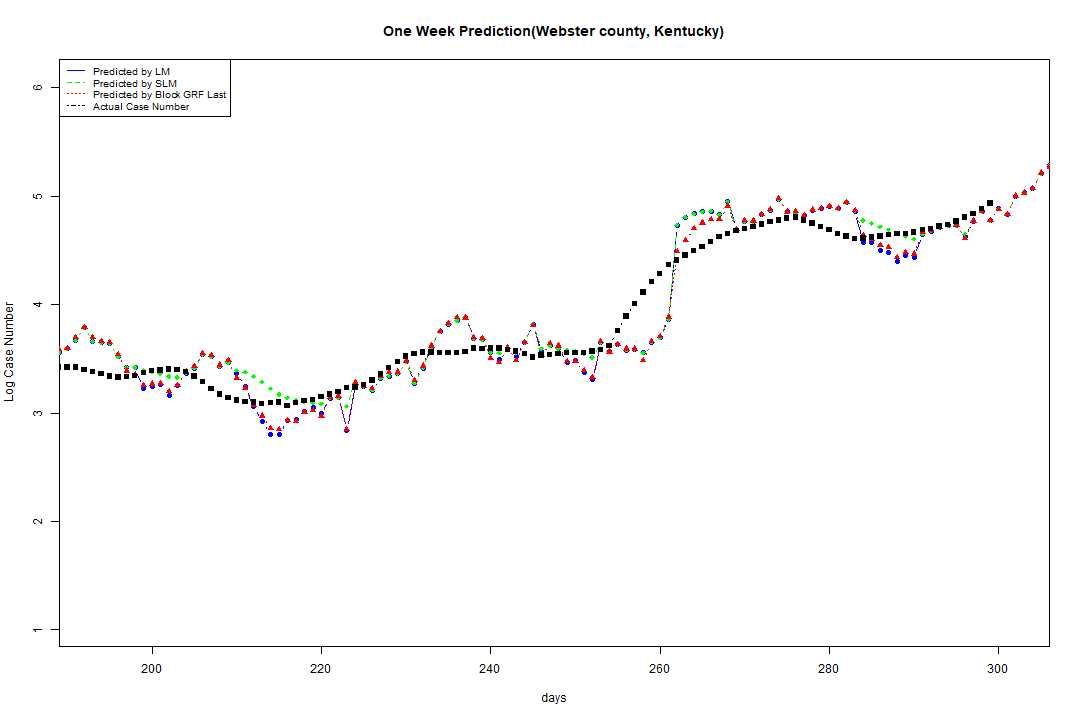 One Week Prediction(Webster county, Kentucky)
Predicted by LM
Predicted by SLM
Predicted by Block GRF Last
Actual Case Number
6
5
4
3
2
1
Log Case Number
200 220 240 260 280 300
days